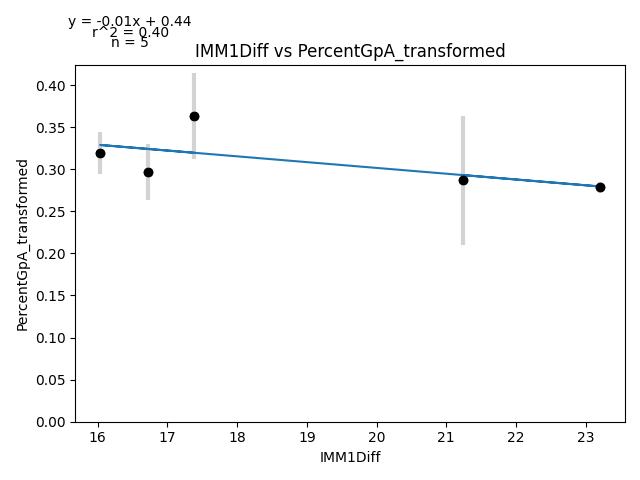 y = -0.01x + 0.44
r^2 = 0.40
n = 5
IMM1Diff vs PercentGpA_transformed
0.40
0.35
0.30
0.25
0.20
0.15
0.10
0.05
0.00
PercentGpA_transformed
16 17 18 19 20 21 22 23
IMM1Diff